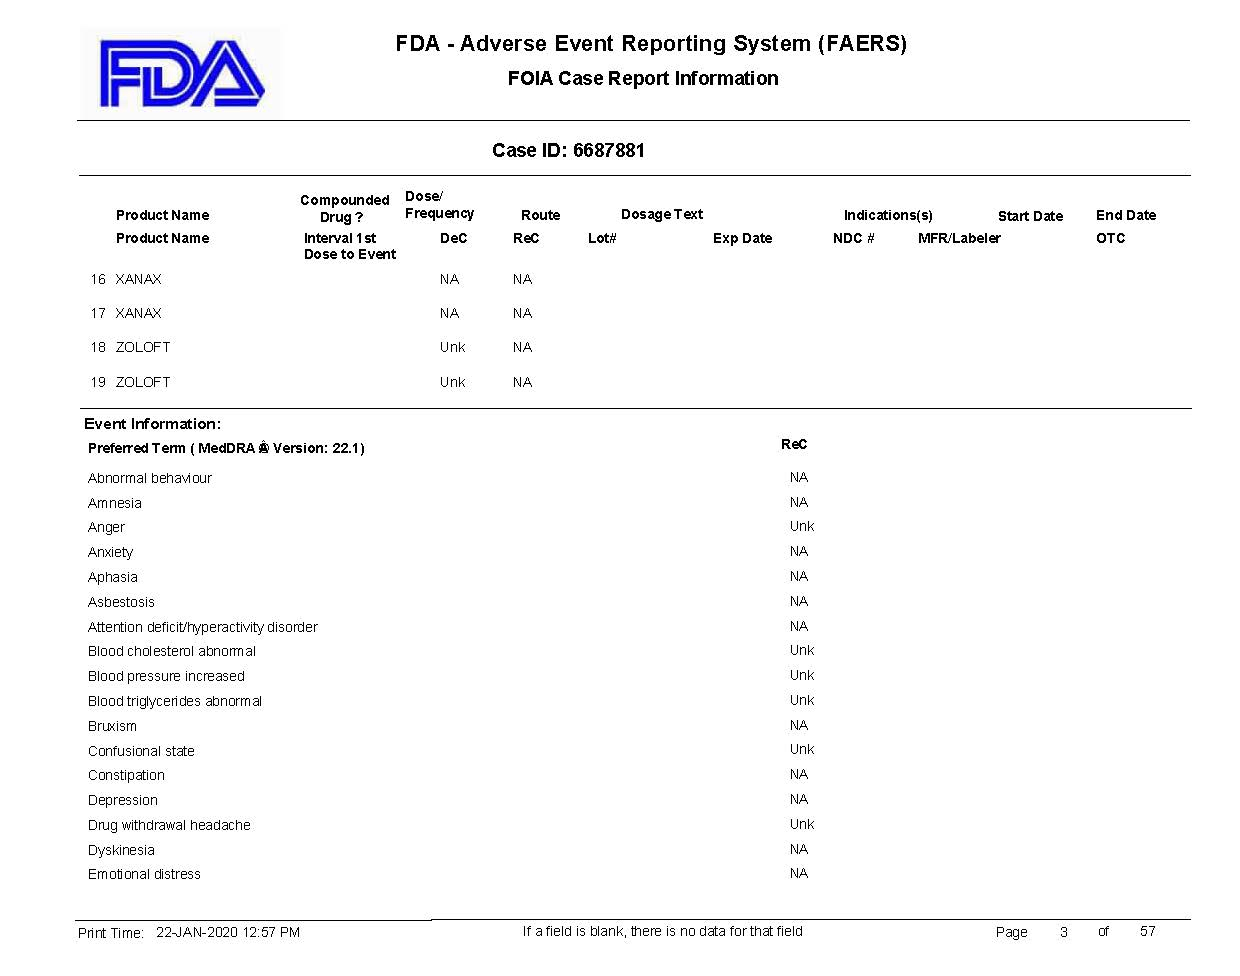 FDA
FDA - Adverse Event Reporting System (FAERS)
FOIA Case Report Information
Case ID: 6687881
Product Name Compounded Drug ? Dose/ Frequency Route Dosage Text Indications(s) Start Date End Date
Product Name Interval 1st Dose to Event DeC ReC Lot# Exp Date NDC # MFR/Labeler OTC
16 XANAX NA NA
17 XANAX NA NA
18 ZOLOFT Unk NA
19 ZOLOFT Unk NA
Event Information:
Preferred Term ( MedDRA Â® Version: 22.1) ReC
Abnormal behaviour NA
Amnesia NA
Anger Unk
Anxiety NA
Aphasia NA
Asbestosis NA
Attention deficit/hyperactivity disorder NA
Blood cholesterol abnormal Unk
Blood pressure increased Unk
Blood triglycerides abnormal Unk
Bruxism NA
Confusional state Unk
Constipation NA
Depression NA
Drug withdrawal headache Unk
Dyskinesia NA
Emotional distress NA
Print Time: 22-JAN-2020 12:57 PM If a field is blank, there is no data for that field Page 3 of 57